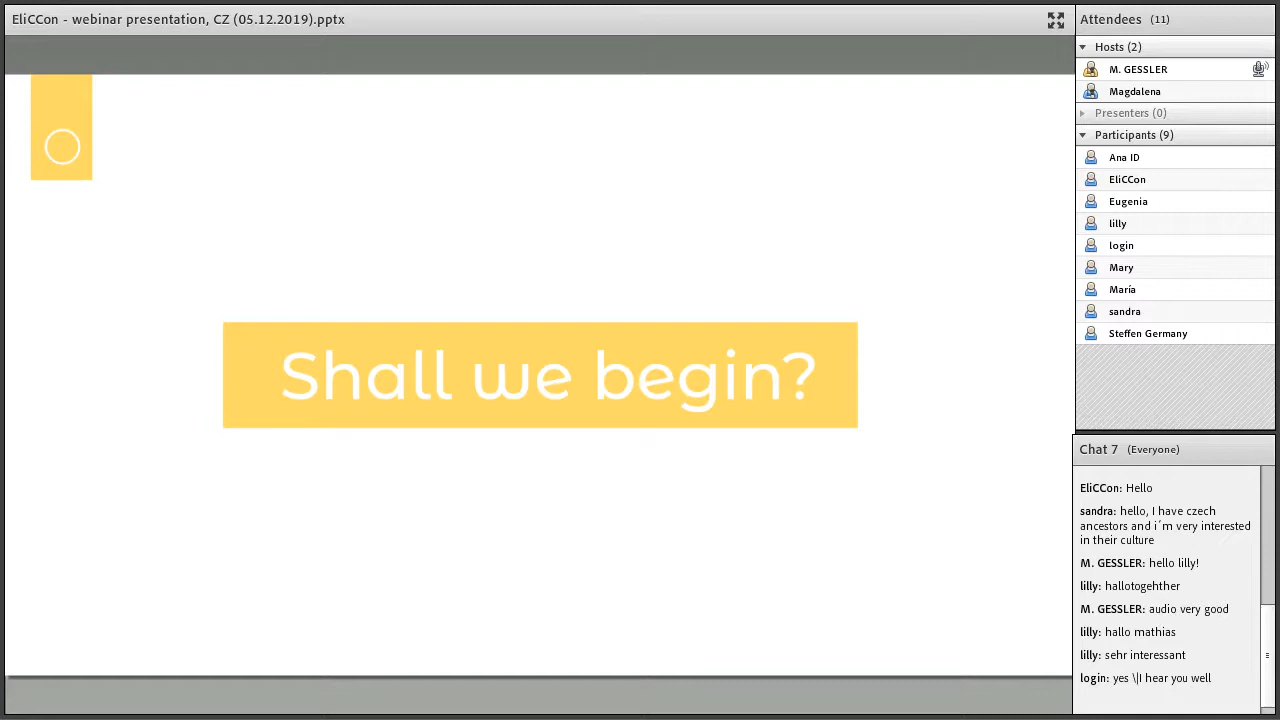 EliCCon - webinar presentation, CZ (05.12.2019).pptx
Shall we begin?
Attendees (11)
Hosts (2)
M. GESSLER
Magdalena
Presenters (0)
Participants (9)
Ana ID
EliCCon
Eugenia
lilly
login
Mary
María
sandra
Steffen Germany
Chat 7 (Everyone)
EliCCon: Hello
sandra: hello, I have czech
ancestors and i´m very interested
in their culture
M. GESSLER: hello lilly!
lilly: hallotogehther
M. GESSLER: audio very good
lilly: hallo mathias
lilly: sehr interessant
login: yes \|I hear you well